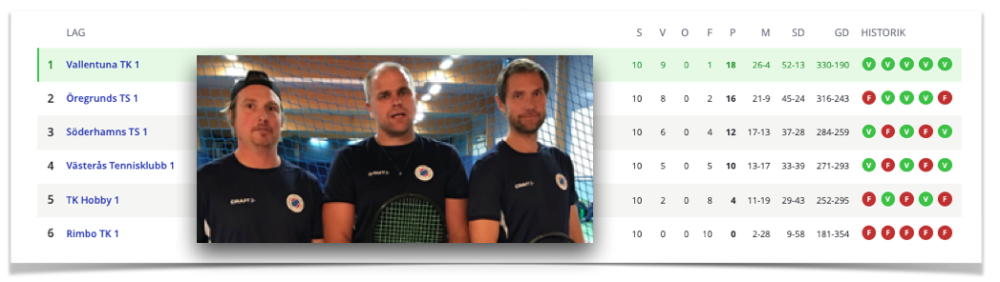 LAG S V O F P M SD GD HISTORIK
1 Vallentuna TK 1 10 9 0 1 18 26-4 52-13 330-190 V V V V V
2 Öregrunds TS 1 10 8 0 2 16 21-9 45-24 316-243 F V V V F
3 Söderhamns TS 1 10 6 0 4 12 17-13 37-28 284-259 V F V F V
4 Västerås Tennisklubb 1 10 5 0 5 10 13-17 33-39 271-293 V F V F V
5 TK Hobby 1 10 2 0 8 4 11-19 29-43 252-295 F V F V F
6 Rimbo TK 1 10 0 0 10 0 2-28 9-58 181-354 F F F F F
CRAFT CRAFT CRAFT